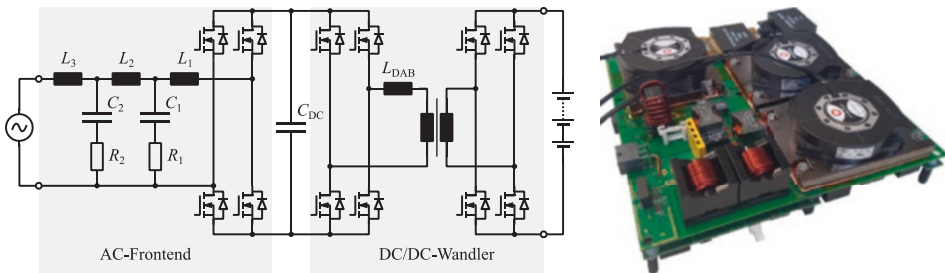 L3
L2
L1
C2
C1
R2
R1
CDC
LDAB
AC-Frontend
DC/DC-Wandler